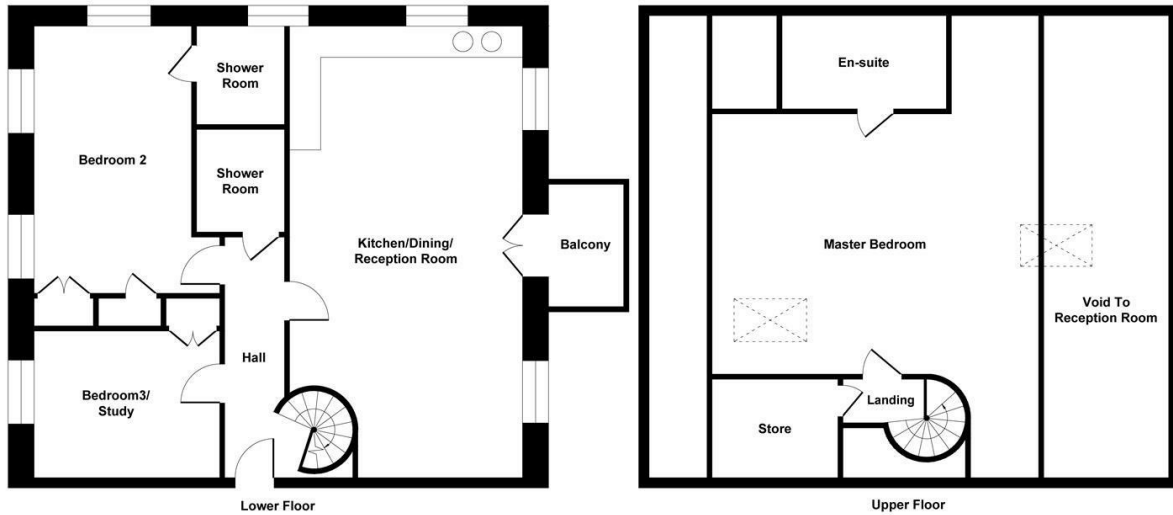 Shower
Room
Bedroom 2
Shower
Room
Kitchen/Dining/
Reception Room
Balcony
Hall
Bedroom3/
Study
Lower Floor
En-suite
Master Bedroom
Void To
Reception Room
Landing
Store
Upper Floor